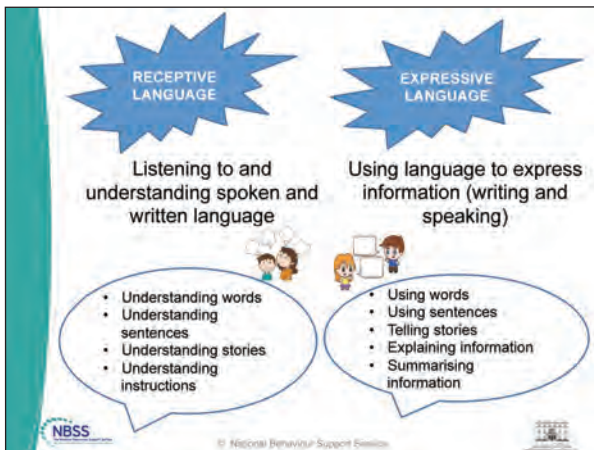 RECEPTIVE
LANGUAGE
Listening to and
understanding spoken and
written language
• Understanding words
• Understanding
sentences
• Understanding stories
• Understanding
instructions
EXPRESSIVE
LANGUAGE
Using language to express
information (writing and
speaking)
• Using words
• Using sentences
• Telling stories
• Explaining information
• Summarising
information
NBSS
© National Behaviour Support Service